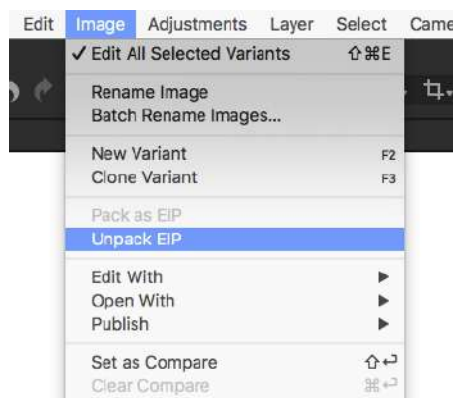 Edit Image Adjustments Layer Select Came
✓ Edit All Selected Variants ⇧⌘E
Rename Image
Batch Rename Images...
New Variant F2
Clone Variant F3
Pack as EIP
Unpack EIP
Edit With ▶
Open With ▶
Publish ▶
Set as Compare ⇧↩
Clear Compare ⌘↩